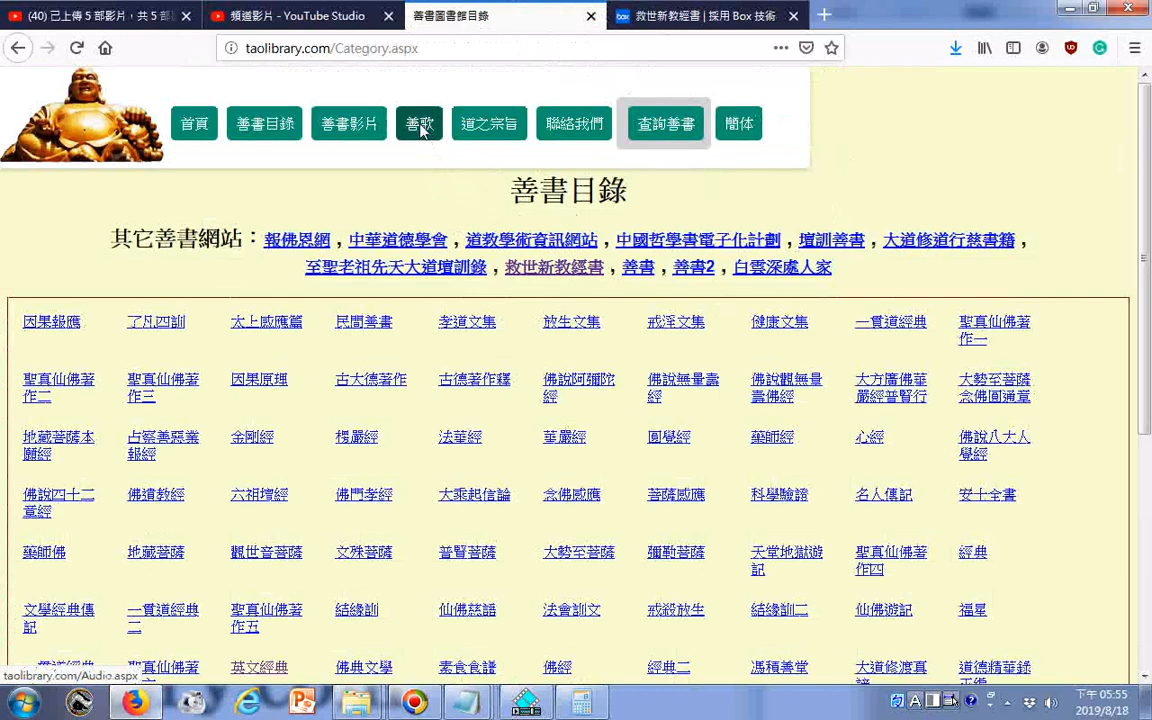 (40) 已上傳 5 部影片，共 5 部
頻道影片 - YouTube Studio
善書圖書館目錄
救世新教經書 | 採用 Box 技術
taolibrary.com/Category.aspx
首頁 善書目錄 善書影片 善歌 道之宗旨 聯絡我們 查詢善書 簡体
善書目錄
其它善書網站：報佛恩網，中華道德學會，道教學術資訊網站，中國哲學書電子化計劃，壇訓善書，大道修道行慈書籍，
至聖老祖先天大道壇訓錄，救世新教經書，善書，善書2，白雲深處人家
因果報應 了凡四訓 太上感應篇 民間善書 孝道文集 放生文集 戒淫文集 健康文集 一貫道經典 聖真仙佛著
作一
聖真仙佛著 聖真仙佛著 因果原理 古大德著作 古德著作釋 佛說阿彌陀 佛說無量壽 佛說觀無量 大方廣佛華 大勢至菩薩
作二 作三 經 經 壽佛經 嚴經普賢行 念佛圓通章
地藏菩薩本 占察善惡業 金剛經 楞嚴經 法華經 華嚴經 圓覺經 藥師經 心經 佛說八大人
願經 報經 覺經
佛說四十二 佛遺教經 六祖壇經 佛門孝經 大乘起信論 念佛感應 菩薩感應 科學驗證 名人傳記 安士全書
章經
藥師佛 地藏菩薩 觀世音菩薩 文殊菩薩 普賢菩薩 大勢至菩薩 彌勒菩薩 天堂地獄遊 聖真仙佛著 經典
記 作四
文學經典傳 一貫道經典 聖真仙佛著 結緣訓 仙佛慈語 法會訓文 戒殺放生 結緣訓二 仙佛遊記 福星
記 二 作五
英文經典 佛典文學 素食食譜 佛經 經典二 馮積善堂 大道修渡真 道德精華錄
taolibrary.com/Audio.aspx
下午 05:55
2019/8/18